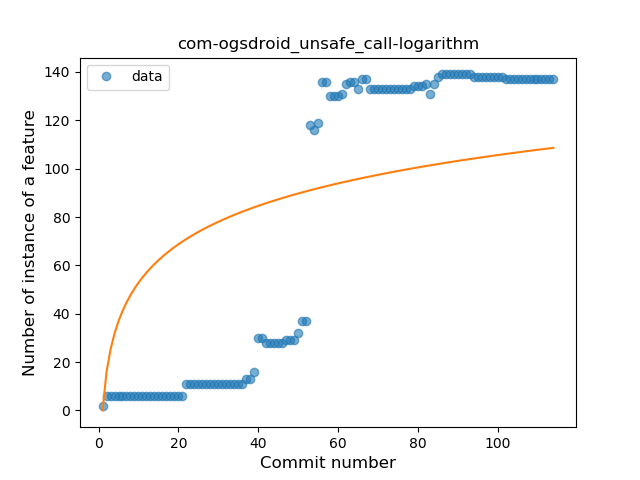 com-ogsdroid_unsafe_call-logarithm
data
Number of instance of a feature
140
120
100
80
60
40
20
0
0 20 40 60 80 100
Commit number